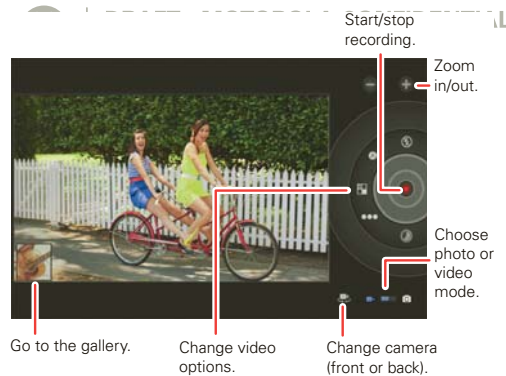 Start/stop
recording.
Zoom
in/out.
Choose
photo or
video
mode.
Go to the gallery.
Change video
options.
Change camera
(front or back).